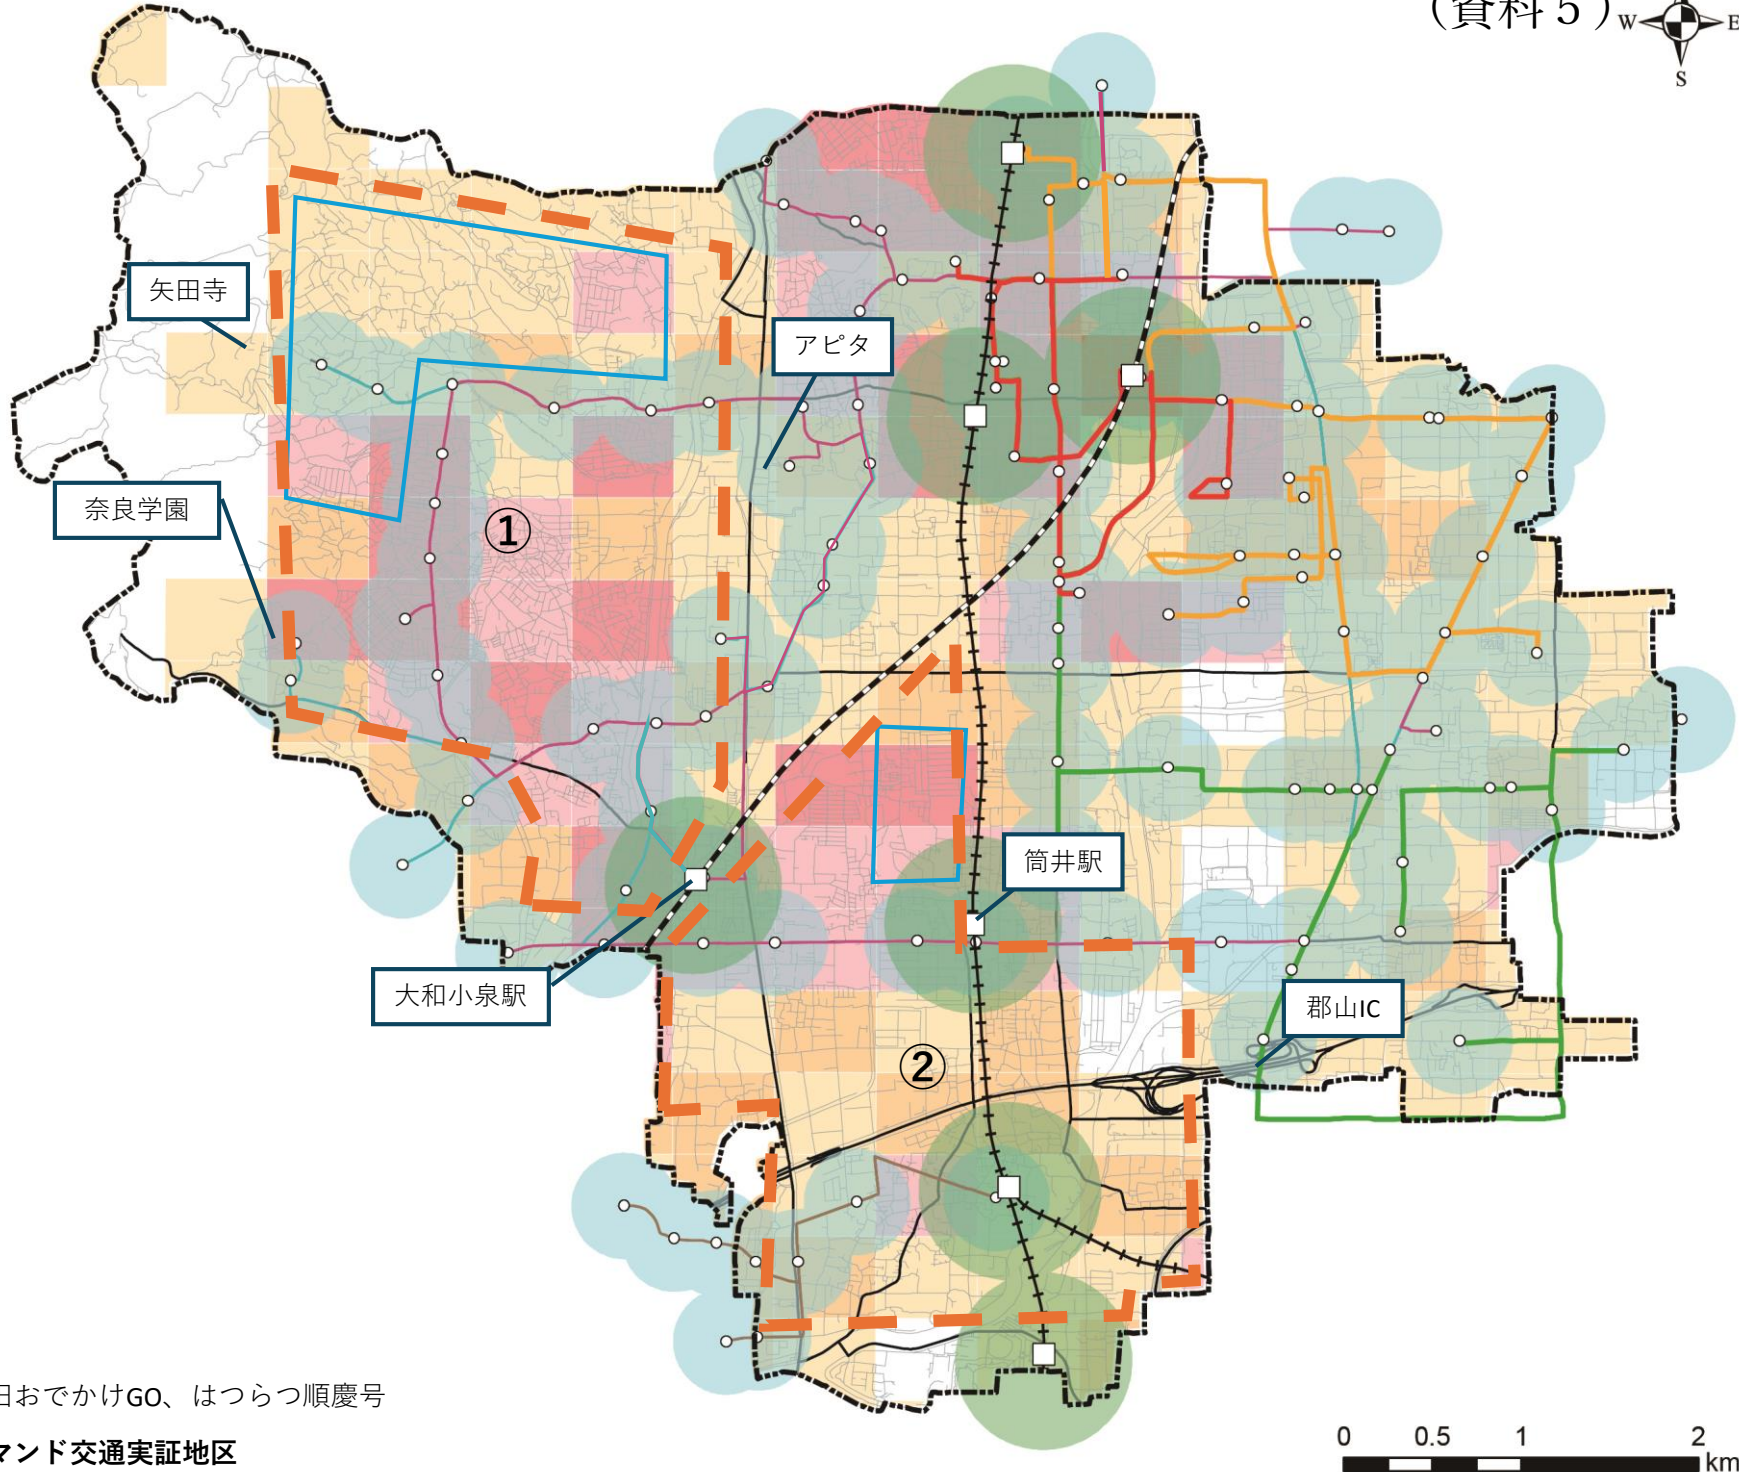 （資料５）
W
E
S
矢田寺
アピタ
奈良学園
①
筒井駅
大和小泉駅
郡山IC
②
おでかけGO、はつらつ順慶号
マンド交通実証地区
0 0.5 1 2
km